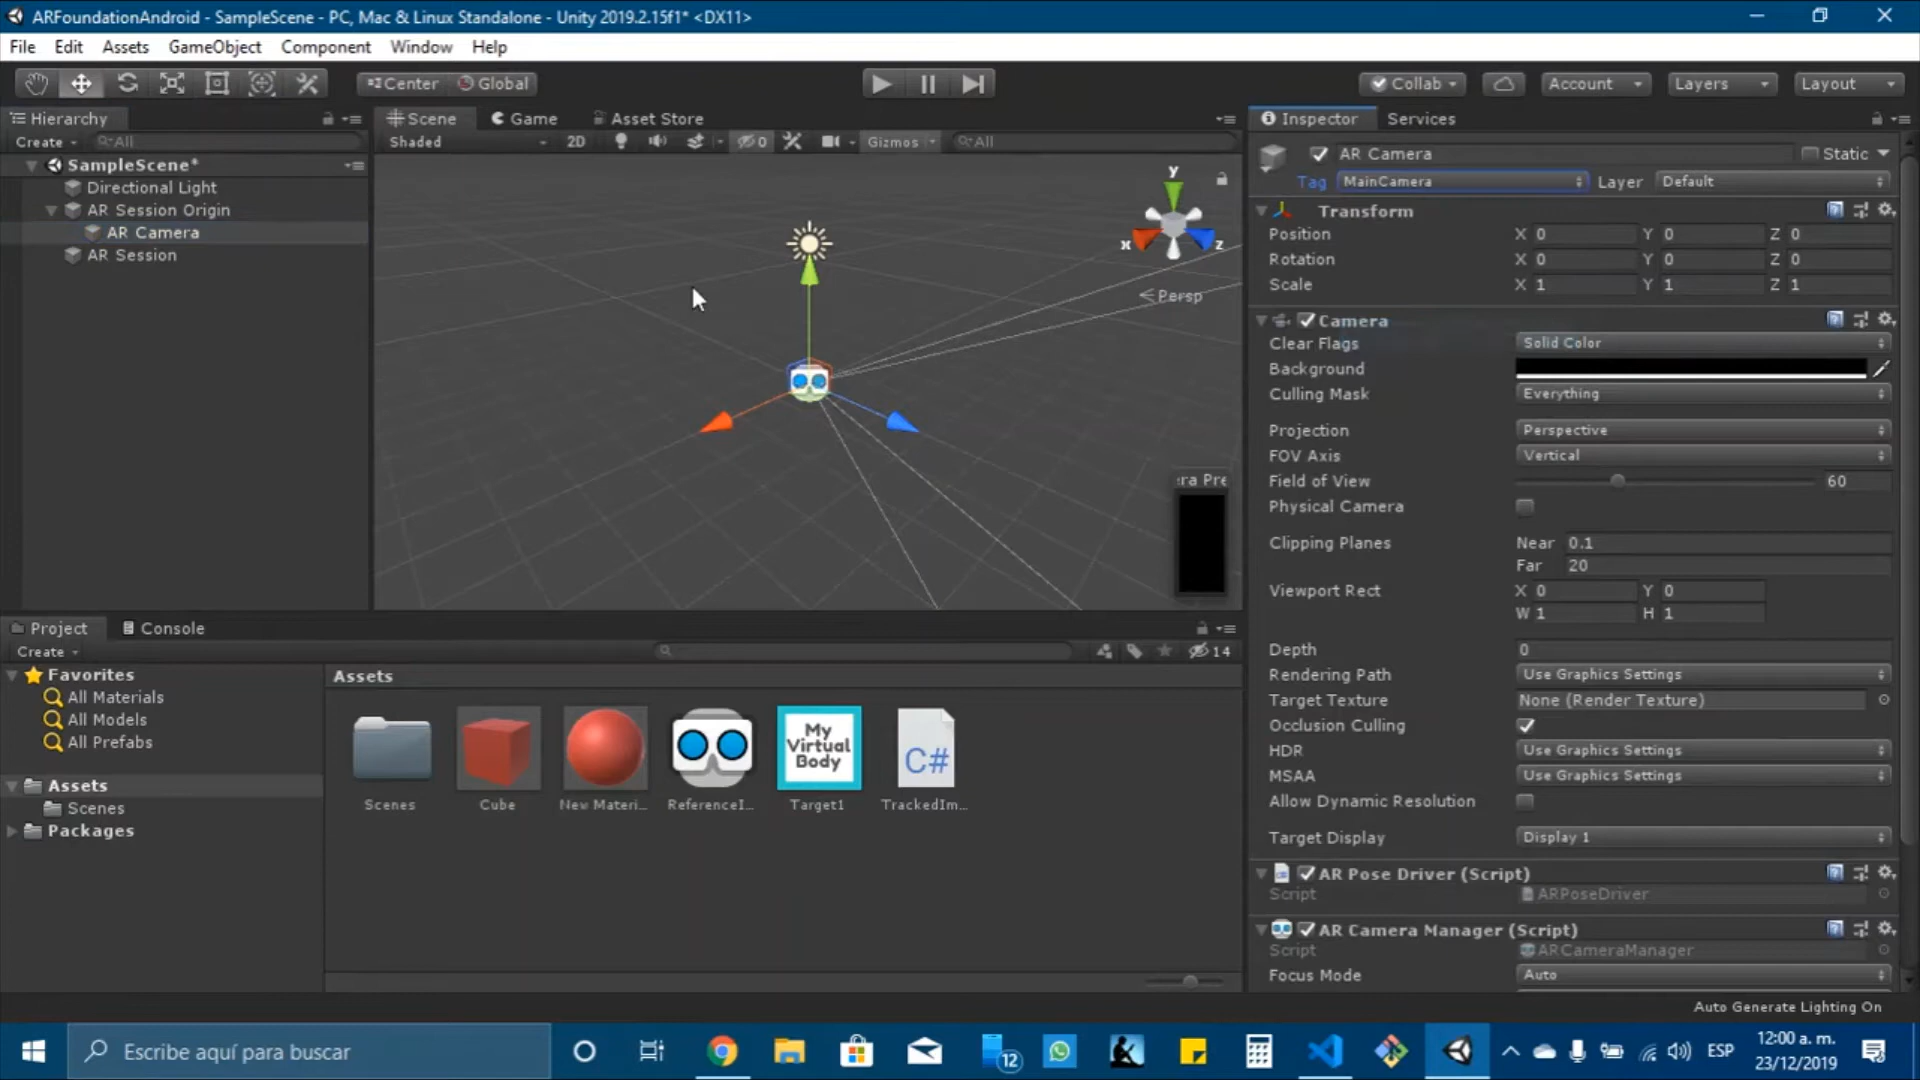 ARFoundationAndroid - SampleScene - PC, Mac & Linux Standalone - Unity 2019.2.15f1* <DX11>
File Edit Assets GameObject Component Window Help
Center Global Collab Account Layers Layout
Hierarchy
Create All
SampleScene*
Directional Light
AR Session Origin
AR Camera
AR Session
Scene Game Asset Store
Shaded 2D 0 Gizmos All
y
x z
Persp
ra Pre
Inspector Services
AR Camera Static
Tag MainCamera Layer Default
Transform
Position X 0 Y 0 Z 0
Rotation X 0 Y 0 Z 0
Scale X 1 Y 1 Z 1
Camera
Clear Flags Solid Color
Background
Culling Mask Everything
Projection Perspective
FOV Axis Vertical
Field of View 60
Physical Camera
Clipping Planes Near 0.1
Far 20
Viewport Rect X 0 Y 0
W 1 H 1
Depth 0
Rendering Path Use Graphics Settings
Target Texture None (Render Texture)
Occlusion Culling
HDR Use Graphics Settings
MSAA Use Graphics Settings
Allow Dynamic Resolution
Target Display Display 1
AR Pose Driver (Script)
Script ARPoseDriver
AR Camera Manager (Script)
Script ARCameraManager
Focus Mode Auto
Project Console
Create 14
Favorites
All Materials
All Models
All Prefabs
Assets
Scenes
Packages
Assets
My
Virtual
Body
C#
Scenes Cube New Materi... ReferenceI... Target1 TrackedIm...
Auto Generate Lighting On
Escribe aquí para buscar
12
ESP
12:00 a. m.
23/12/2019